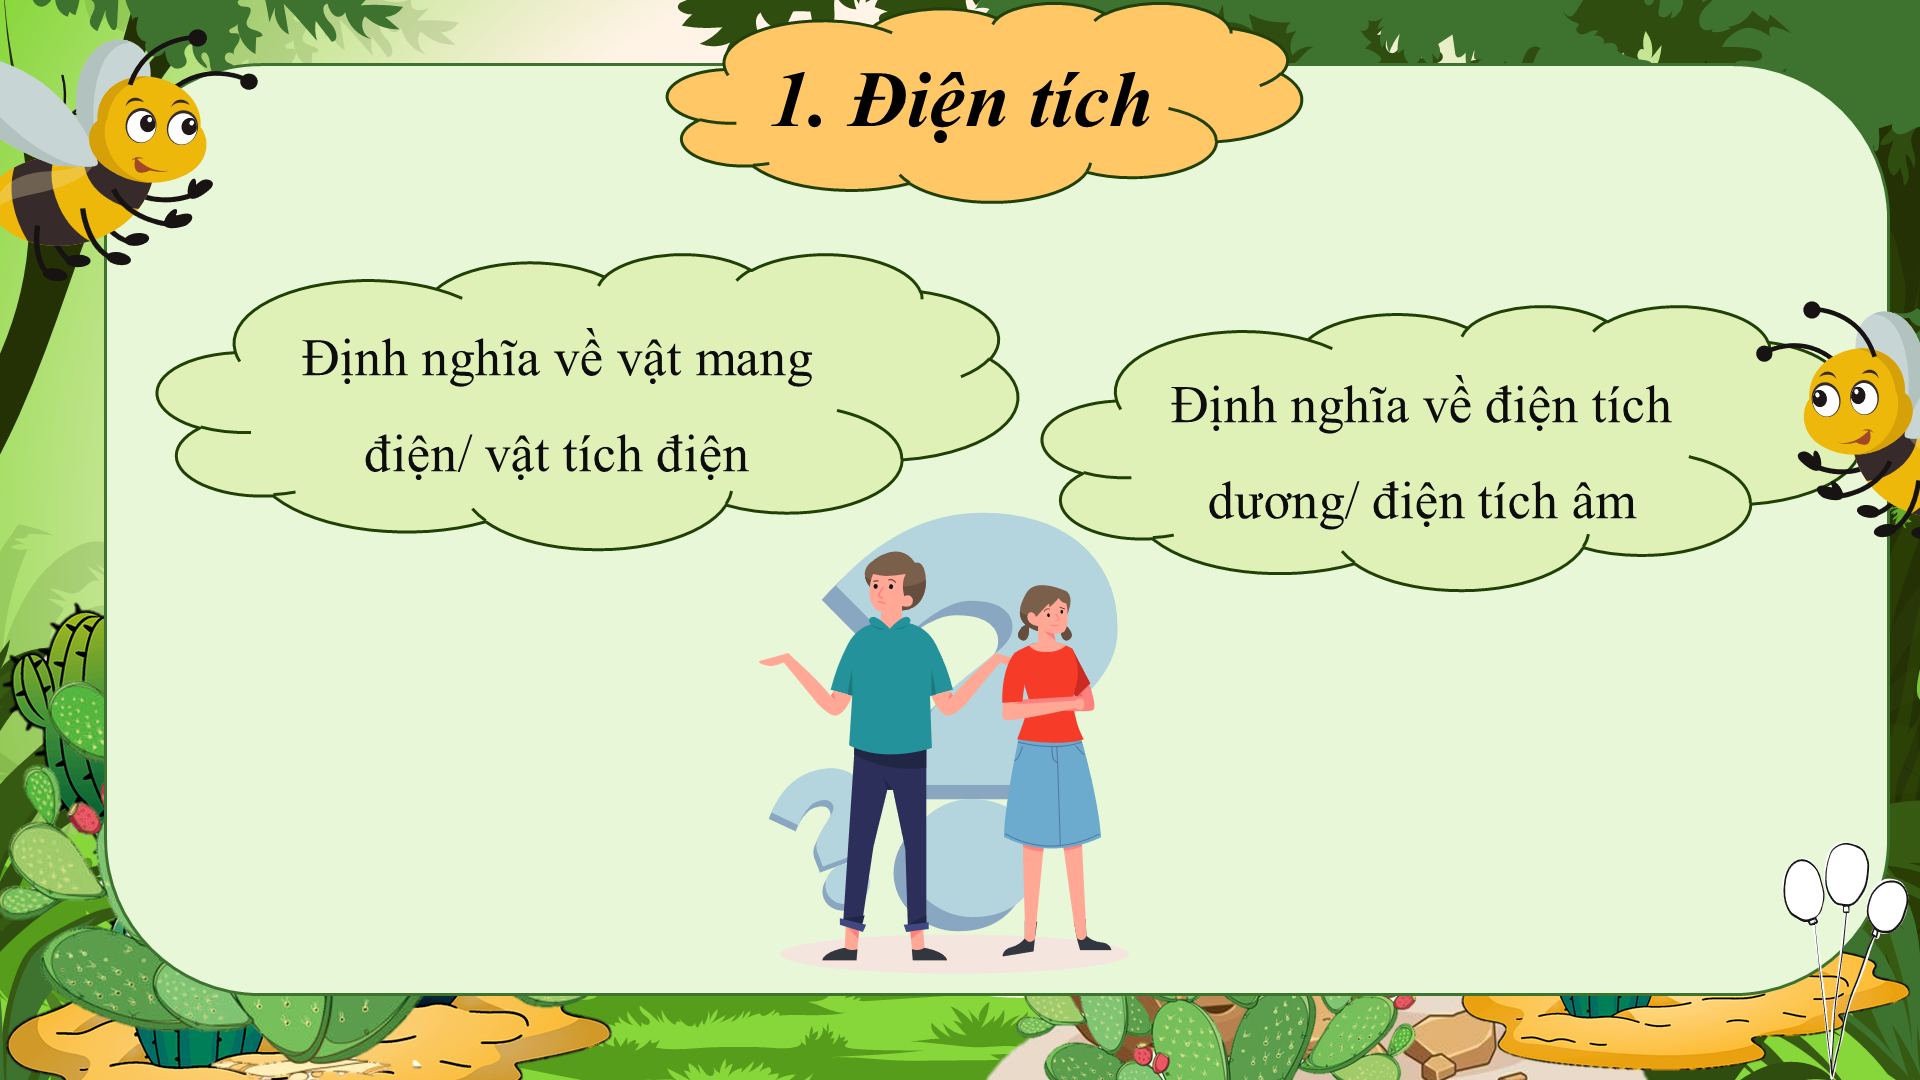 1. Điện tích
Định nghĩa về vật mang
điện/ vật tích điện
Định nghĩa về điện tích
dương/ điện tích âm